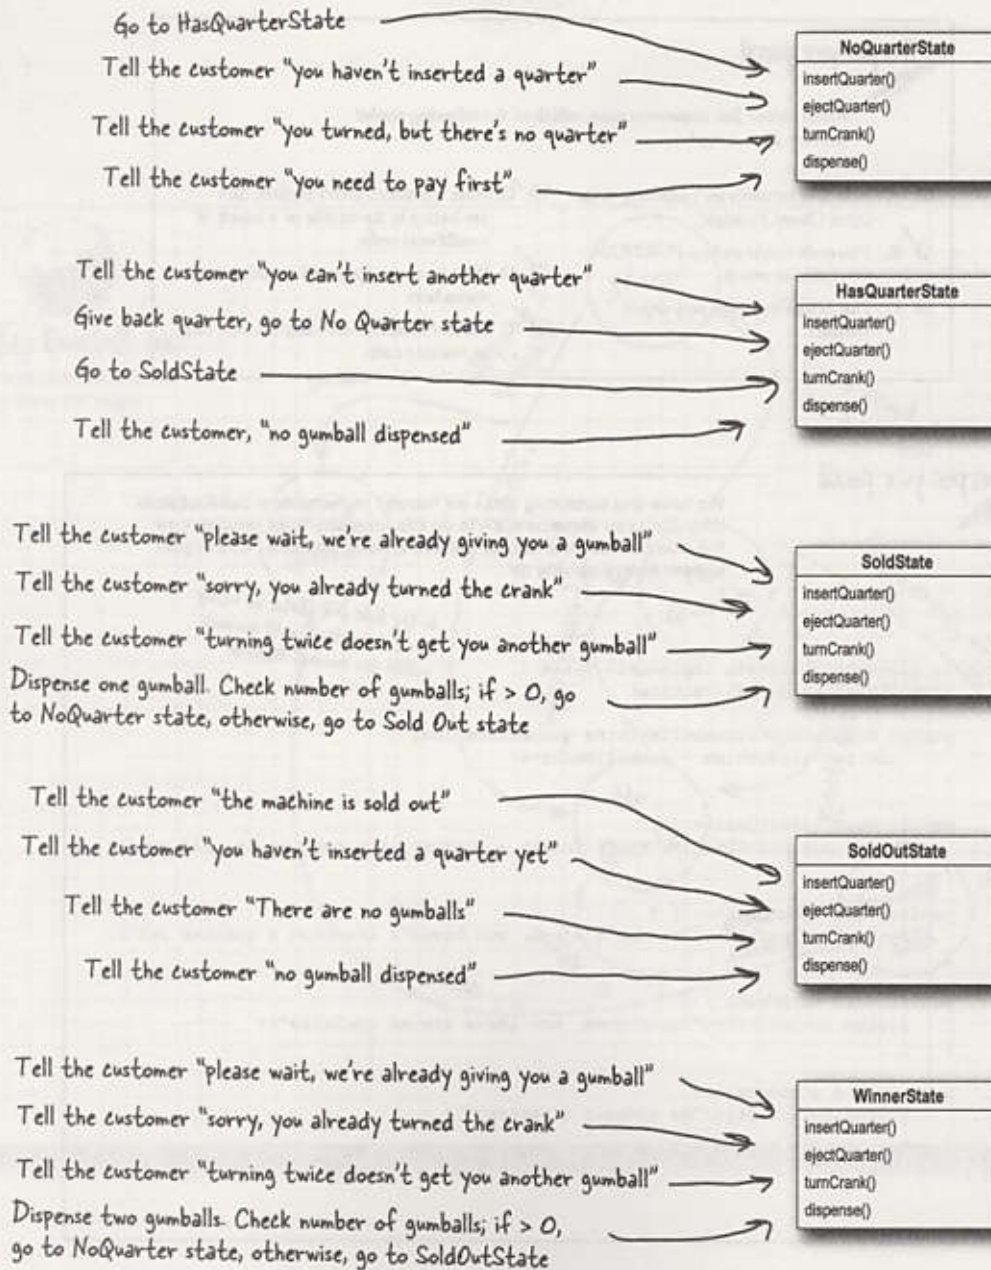 Go to HasQuarterState
Tell the customer "you haven't inserted a quarter"
Tell the customer "you turned, but there's no quarter"
Tell the customer "you need to pay first"
NoQuarterState
insertQuarter()
ejectQuarter()
turnCrank()
dispense()
Tell the customer "you can't insert another quarter"
Give back quarter, go to No Quarter state
Go to SoldState
Tell the customer, "no gumball dispensed"
HasQuarterState
insertQuarter()
ejectQuarter()
turnCrank()
dispense()
Tell the customer "please wait, we're already giving you a gumball"
Tell the customer "sorry, you already turned the crank"
Tell the customer "turning twice doesn't get you another gumball"
Dispense one gumball. Check number of gumballs; if > 0, go
to NoQuarter state, otherwise, go to Sold Out state
SoldState
insertQuarter()
ejectQuarter()
turnCrank()
dispense()
Tell the customer "the machine is sold out"
Tell the customer "you haven't inserted a quarter yet"
Tell the customer "There are no gumballs"
Tell the customer "no gumball dispensed"
SoldOutState
insertQuarter()
ejectQuarter()
turnCrank()
dispense()
Tell the customer "please wait, we're already giving you a gumball"
Tell the customer "sorry, you already turned the crank"
Tell the customer "turning twice doesn't get you another gumball"
Dispense two gumballs. Check number of gumballs; if > 0,
go to NoQuarter state, otherwise, go to SoldOutState
WinnerState
insertQuarter()
ejectQuarter()
turnCrank()
dispense()